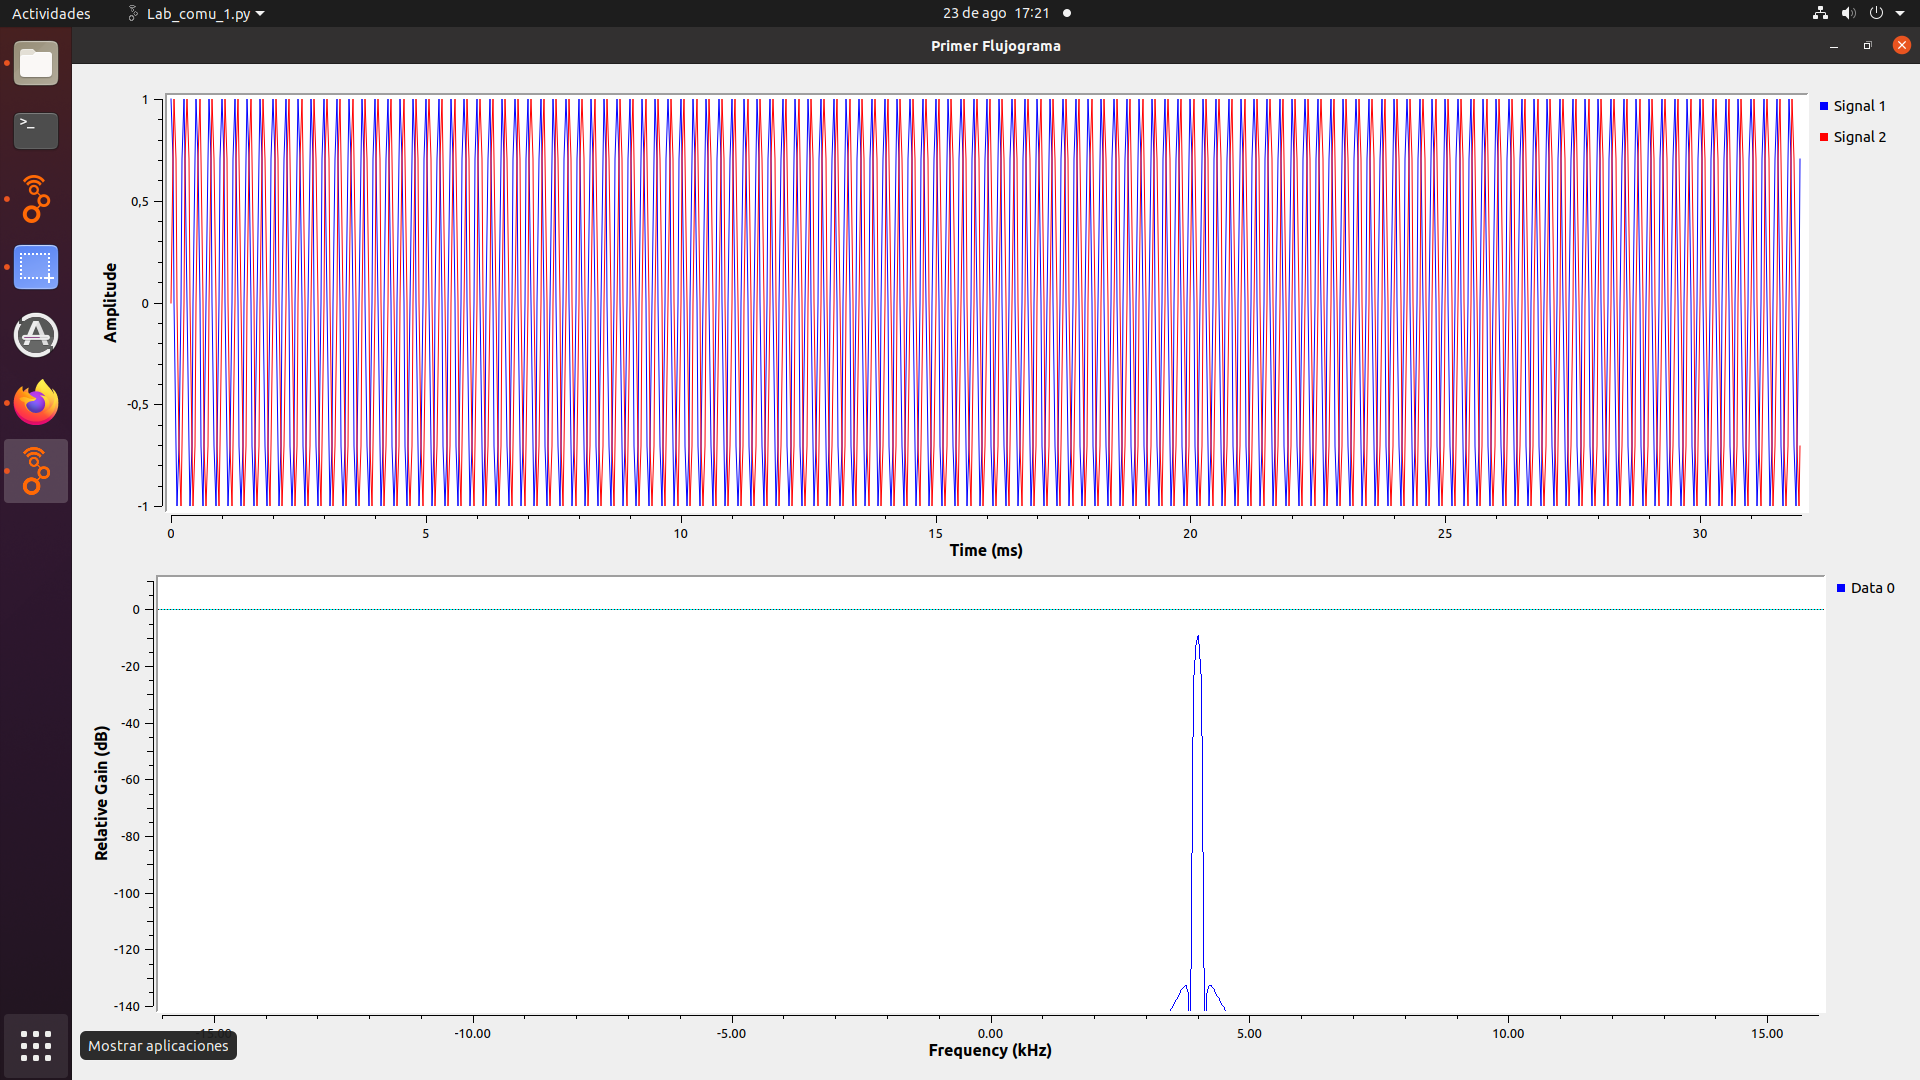 Actividades
Lab_comu_1.py
23 de ago 17:21
Primer Flujograma
Signal 1
Signal 2
1
0,5
0
-0,5
-1
Amplitude
0 5 10 15 20 25 30
Time (ms)
Data 0
0
-20
-40
-60
-80
-100
-120
-140
Relative Gain (dB)
-10.00 -5.00 0.00 5.00 10.00 15.00
Frequency (kHz)
Mostrar aplicaciones